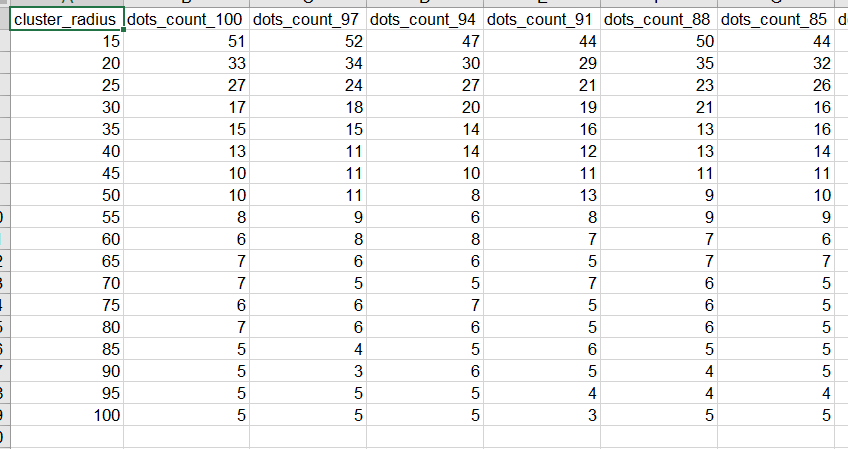 cluster_radius dots_count_100 dots_count_97 dots_count_94 dots_count_91 dots_count_88 dots_count_85
15 51 52 47 44 50 44
20 33 34 30 29 35 32
25 27 24 27 21 23 26
30 17 18 20 19 21 16
35 15 15 14 16 13 16
40 13 11 14 12 13 14
45 10 11 10 11 11 11
50 10 11 8 13 9 10
55 8 9 6 8 9 9
60 6 8 8 7 7 6
65 7 6 6 5 7 7
70 7 5 5 7 6 5
75 6 6 7 5 6 5
80 7 6 6 5 6 5
85 5 4 5 6 5 5
90 5 3 6 5 4 5
95 5 5 5 4 4 4
100 5 5 5 3 5 5